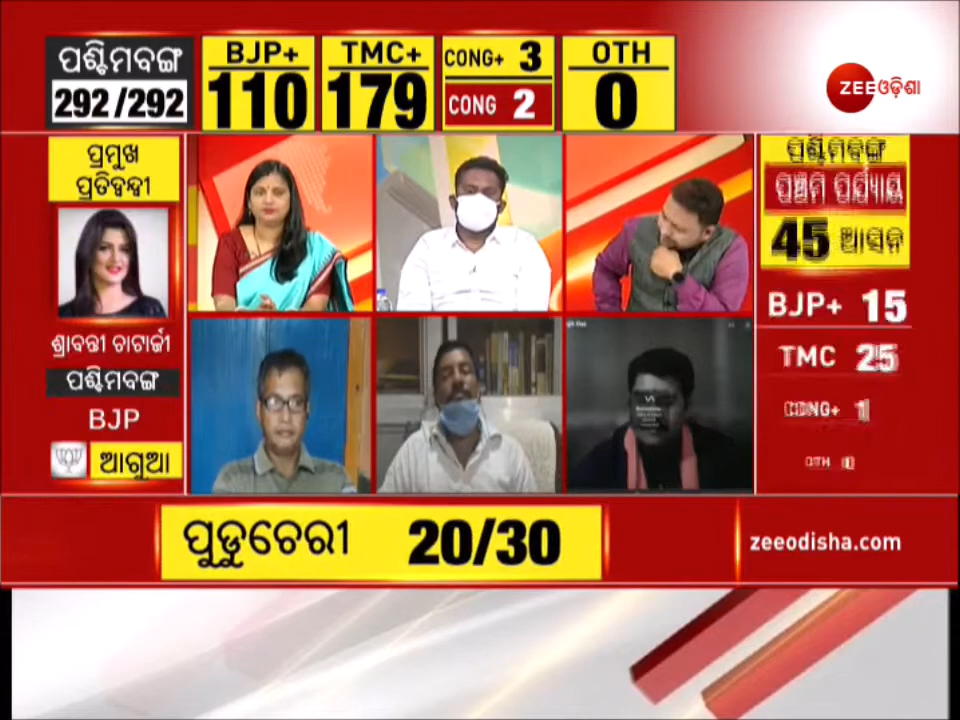 ପଶ୍ଚିମବଙ୍ଗ
292/292
BJP+
110
TMC+
179
CONG+ 3
CONG 2
OTH
0
ZEE ଓଡ଼ିଶା
ପ୍ରମୁଖ
ପ୍ରତିଦ୍ୱନ୍ଦୀ
ଶ୍ରାବନ୍ତୀ ଚାଟାର୍ଜୀ
ପଶ୍ଚିମବଙ୍ଗ
BJP
ଆଗୁଆ
ପଶ୍ଚିମବଙ୍ଗ
ପଞ୍ଚମ ପର୍ଯ୍ୟାୟ
45 ଆସନ
BJP+ 15
TMC 25
CONG+ 1
OTH
ପୁଡୁଚେରୀ 20/30
zeeodisha.com